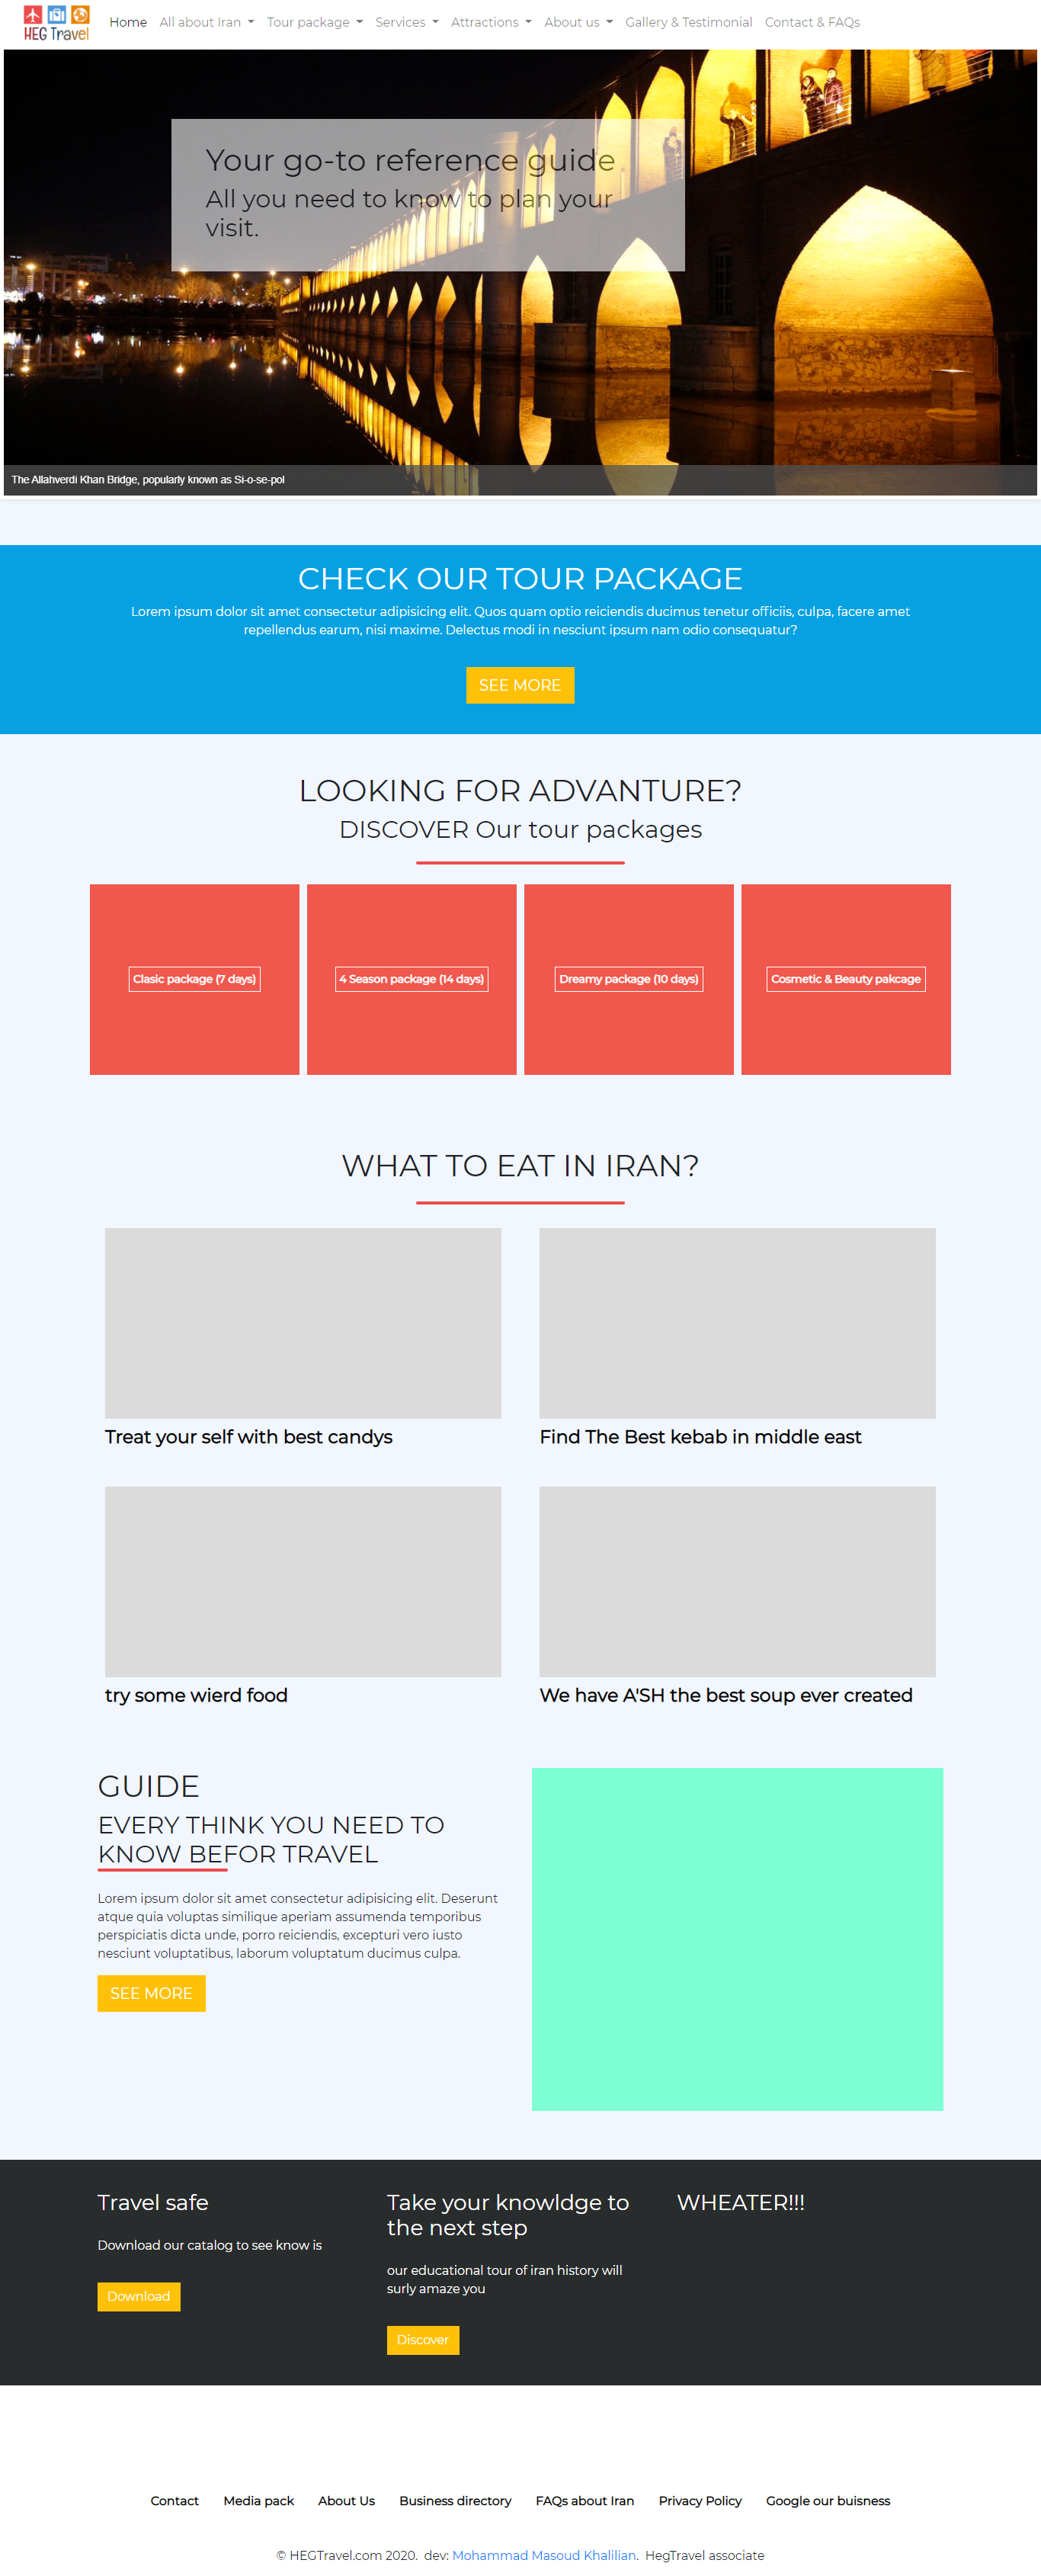 HEG Travel
Home All about Iran Tour package Services Attractions About us Gallery & Testimonial Contact & FAQs
Your go-to reference guide
All you need to know to plan your
visit.
The Allahverdi Khan Bridge, popularly known as Si-o-se-pol
CHECK OUR TOUR PACKAGE
Lorem ipsum dolor sit amet consectetur adipisicing elit. Quos quam optio reiciendis ducimus tenetur officiis, culpa, facere amet
repellendus earum, nisi maxime. Delectus modi in nesciunt ipsum nam odio consequatur?
SEE MORE
LOOKING FOR ADVANTURE?
DISCOVER Our tour packages
Clasic package (7 days)
4 Season package (14 days)
Dreamy package (10 days)
Cosmetic & Beauty pakcage
WHAT TO EAT IN IRAN?
Treat your self with best candys
Find The Best kebab in middle east
try some wierd food
We have A'SH the best soup ever created
GUIDE
EVERY THINK YOU NEED TO
KNOW BEFOR TRAVEL
Lorem ipsum dolor sit amet consectetur adipisicing elit. Deserunt
atque quia voluptas similique aperiam assumenda temporibus
perspiciatis dicta unde, porro reiciendis, excepturi vero iusto
nesciunt voluptatibus, laborum voluptatum ducimus culpa.
SEE MORE
Travel safe
Download our catalog to see know is
Download
Take your knowldge to
the next step
our educational tour of iran history will
surly amaze you
Discover
WHEATER!!!
Contact Media pack About Us Business directory FAQs about Iran Privacy Policy Google our buisness
© HEGTravel.com 2020. dev: Mohammad Masoud Khalilian. HegTravel associate